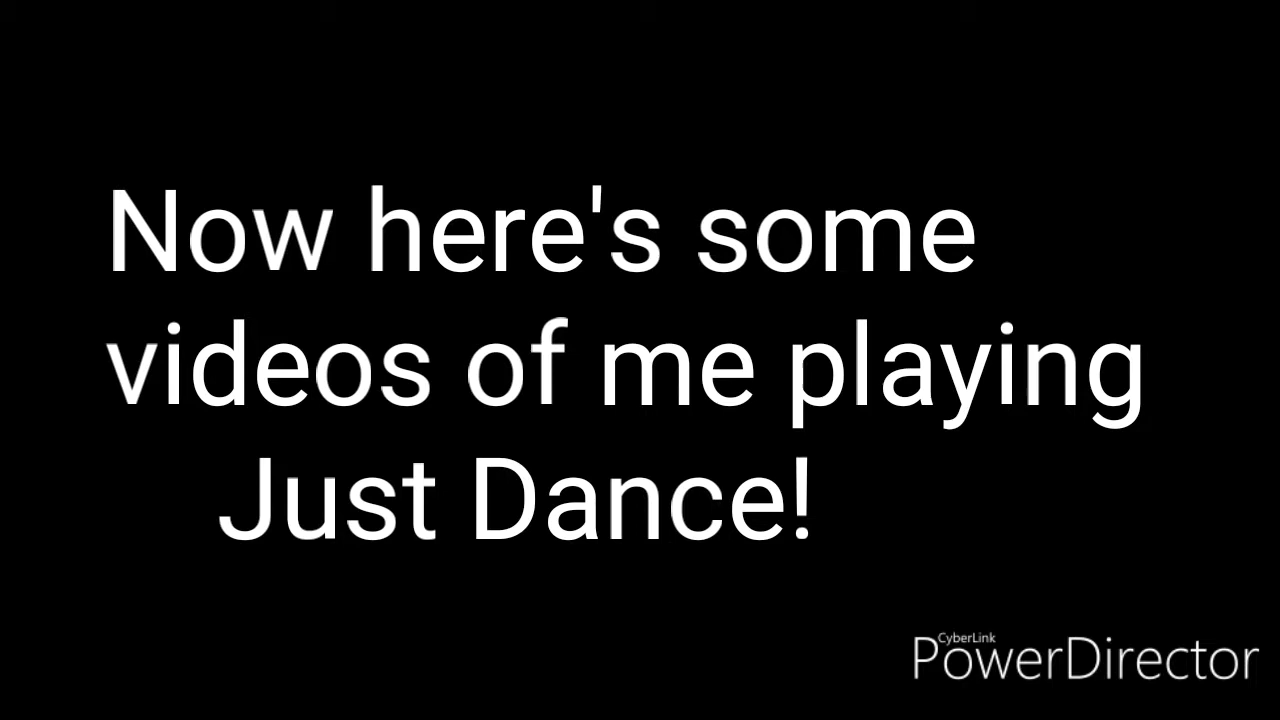 Now here's some
videos of me playing
Just Dance!
CyberLink
PowerDirector